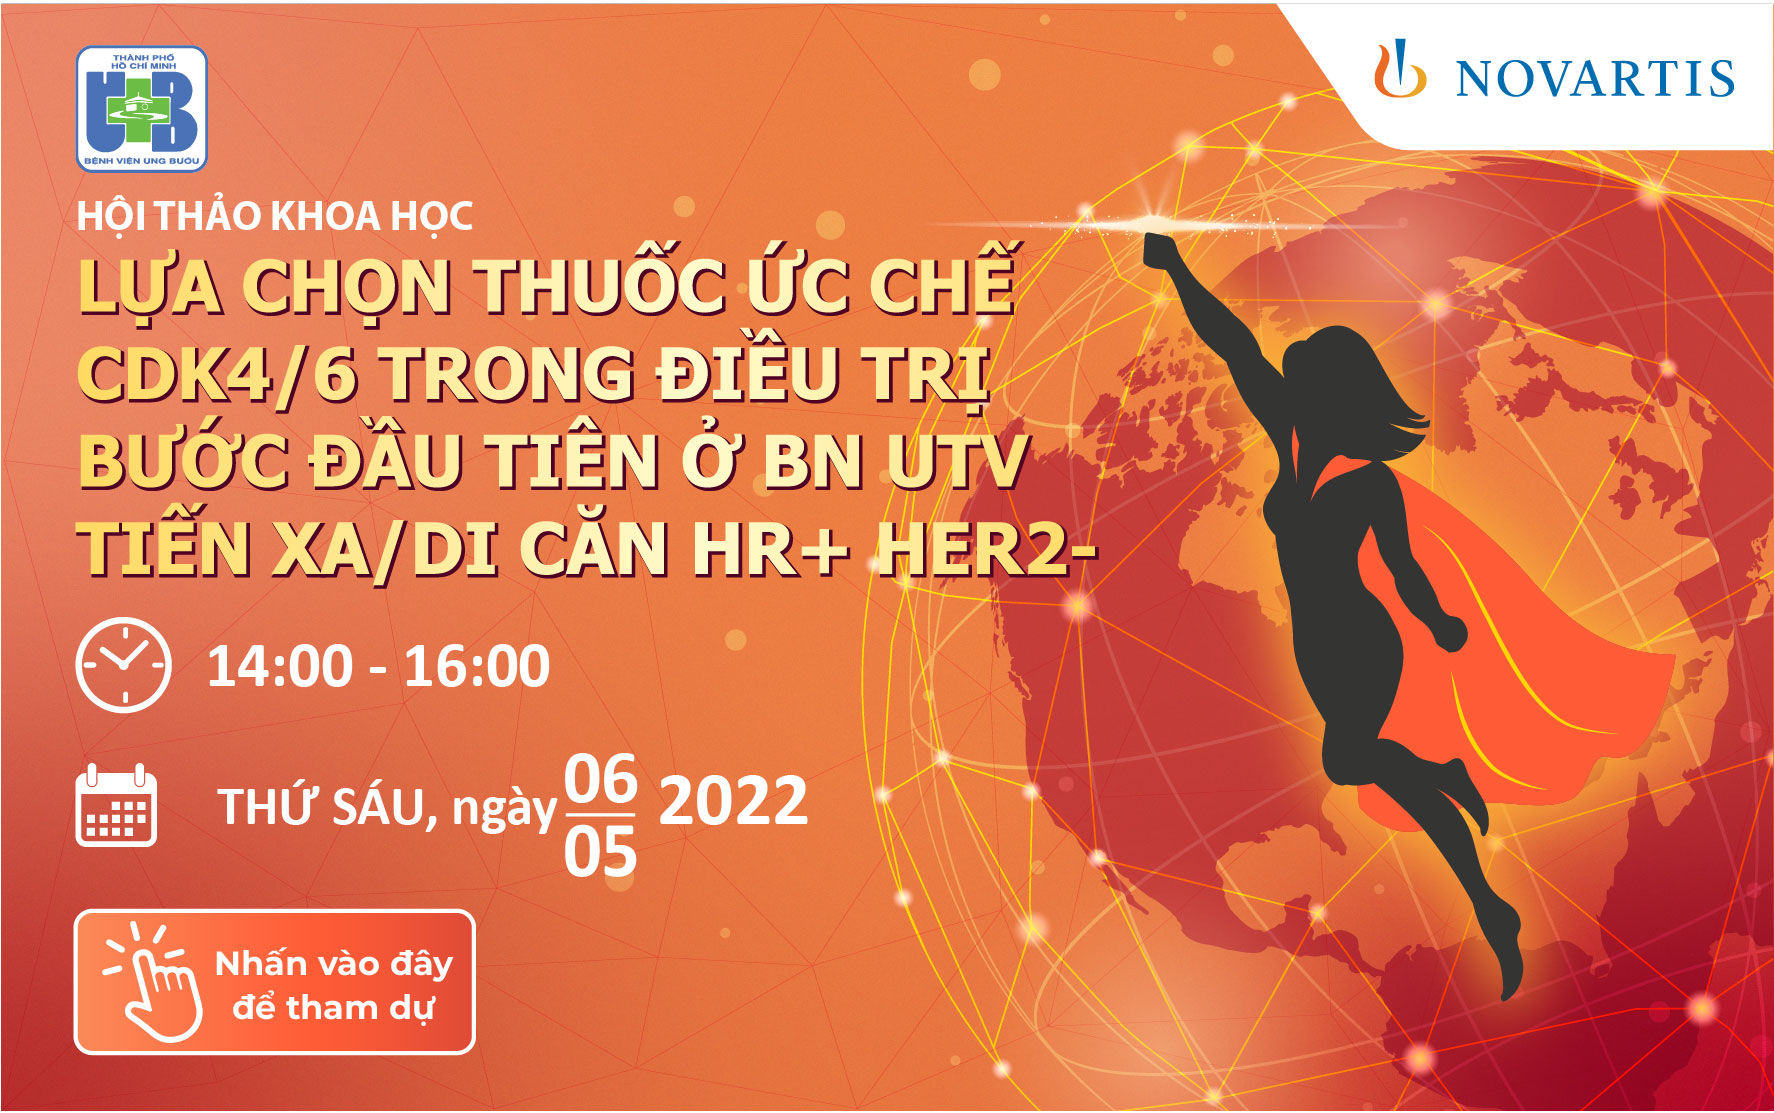 THÀNH PHỐ
HỒ CHÍ MINH
UB
BỆNH VIỆN UNG BƯỚU
NOVARTIS
HỘI THẢO KHOA HỌC
LỰA CHỌN THUỐC ỨC CHẾ
CDK4/6 TRONG ĐIỀU TRỊ
BƯỚC ĐẦU TIÊN Ở BN UTV
TIẾN XA/DI CĂN HR+ HER2-
14:00 - 16:00
THỨ SÁU, ngày 06/05 2022
Nhấn vào đây
để tham dự